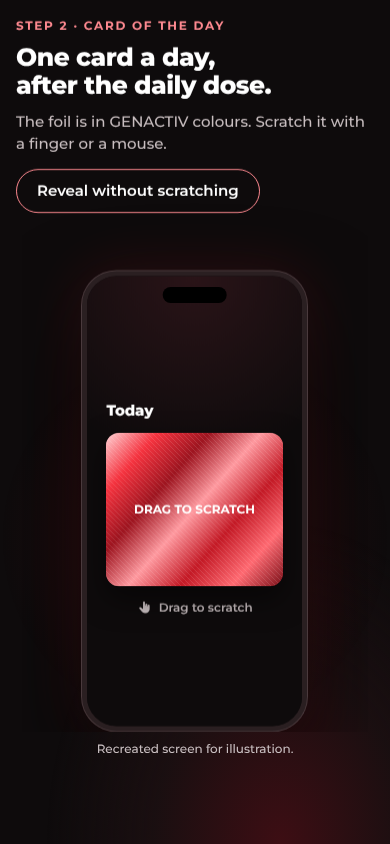 STEP 2 · CARD OF THE DAY
One card a day,
after the daily dose.
The foil is in GENACTIV colours. Scratch it with
a finger or a mouse.
Reveal without scratching
Today
DRAG TO SCRATCH
Drag to scratch
Recreated screen for illustration.